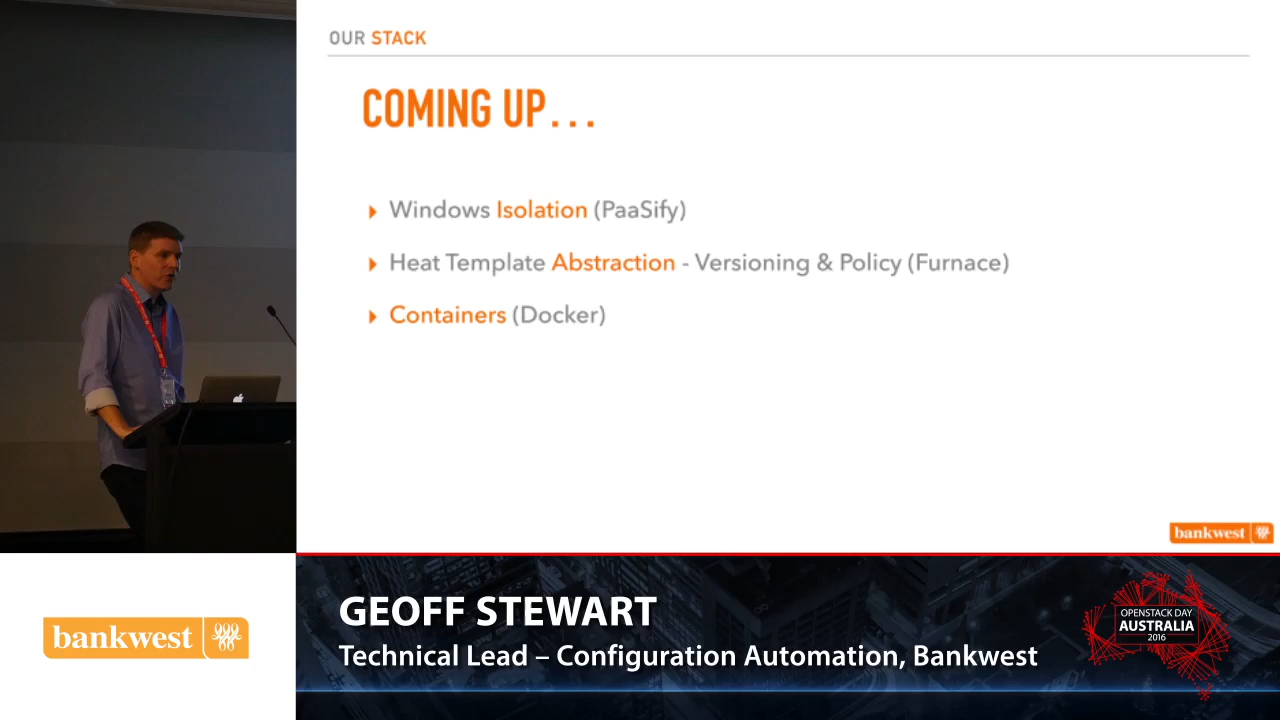 OUR STACK
COMING UP...
Windows Isolation (PaaSify)
Heat Template Abstraction - Versioning & Policy (Furnace)
Containers (Docker)
bankwest
bankwest
GEOFF STEWART
Technical Lead – Configuration Automation, Bankwest
OPENSTACK DAY
AUSTRALIA
2016